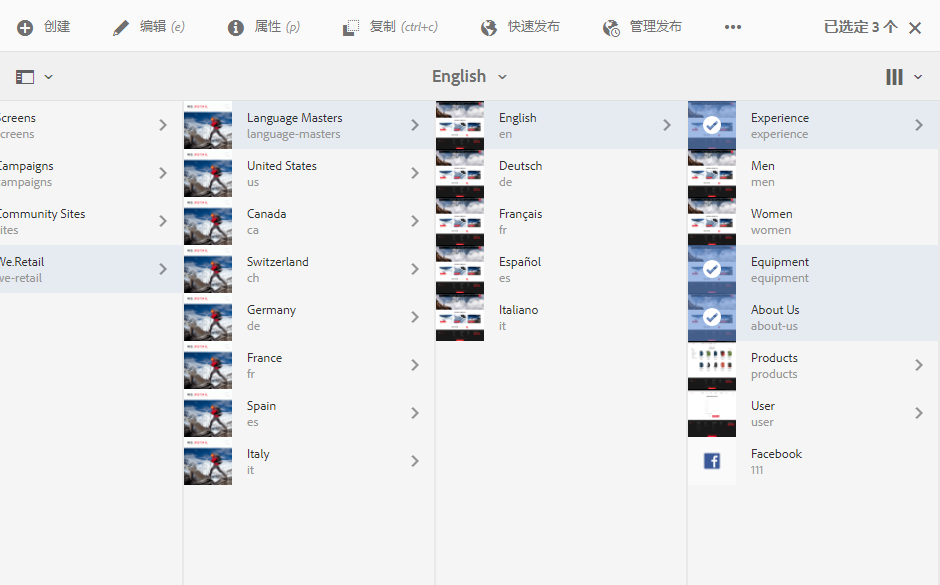 创建
编辑 (e)
属性 (p)
复制 (ctrl+c)
快速发布
管理发布
已选定 3 个
English
creens
creens
Campaigns
ampaigns
Community Sites
ites
We.Retail
we-retail
Language Masters
language-masters
United States
us
Canada
ca
Switzerland
ch
Germany
de
France
fr
Spain
es
Italy
it
English
en
Deutsch
de
Français
fr
Español
es
Italiano
it
Experience
experience
Men
men
Women
women
Equipment
equipment
About Us
about-us
Products
products
User
user
Facebook
111